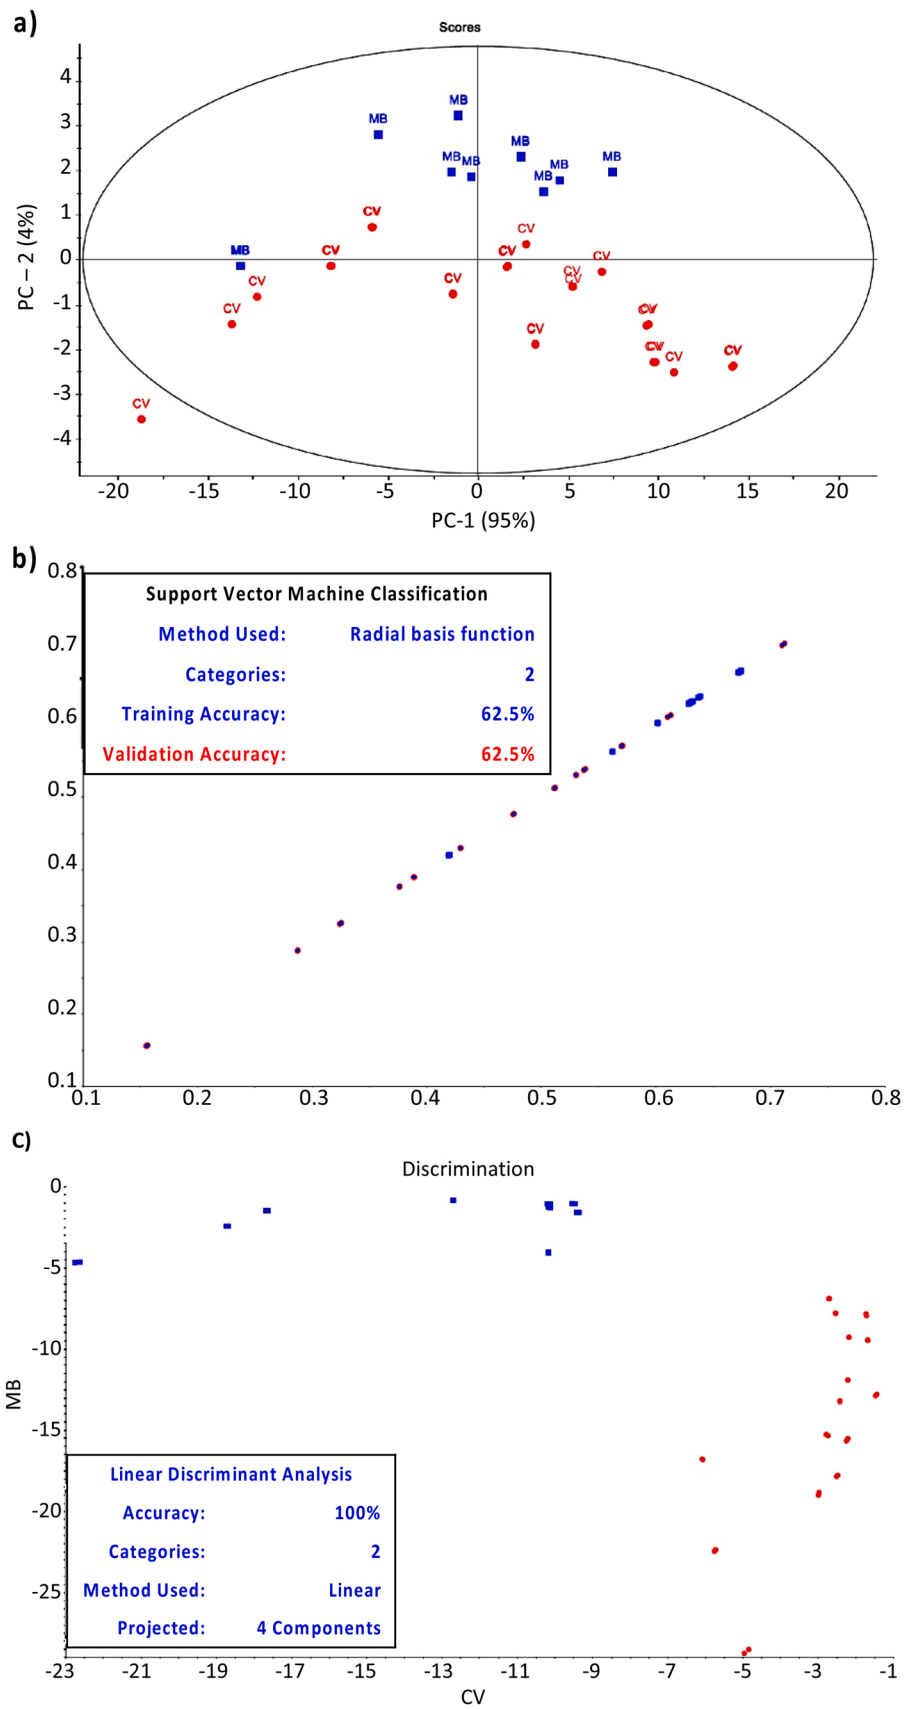 a)
Scores
4
3
2
1
0
-1
-2
-3
-4
PC – 2 (4%)
MB
MB
MB
MB
MB
MB
MB
MB
MB
CV
CV
CV
CV
CV
MB
CV
CV
CV
CV
CV
CV
CV
CV
CV
CV
CV
CV
CV
-20
-15
-10
-5
0
5
10
15
20
PC-1 (95%)
b)
0.8
0.7
0.6
0.5
0.4
0.3
0.2
0.1
Support Vector Machine Classification
Method Used: Radial basis function
Categories: 2
Training Accuracy: 62.5%
Validation Accuracy: 62.5%
0.1
0.2
0.3
0.4
0.5
0.6
0.7
0.8
c)
Discrimination
0
-5
-10
-15
-20
-25
MB
Linear Discriminant Analysis
Accuracy: 100%
Categories: 2
Method Used: Linear
Projected: 4 Components
-23
-21
-19
-17
-15
-13
-11
-9
-7
-5
-3
-1
CV